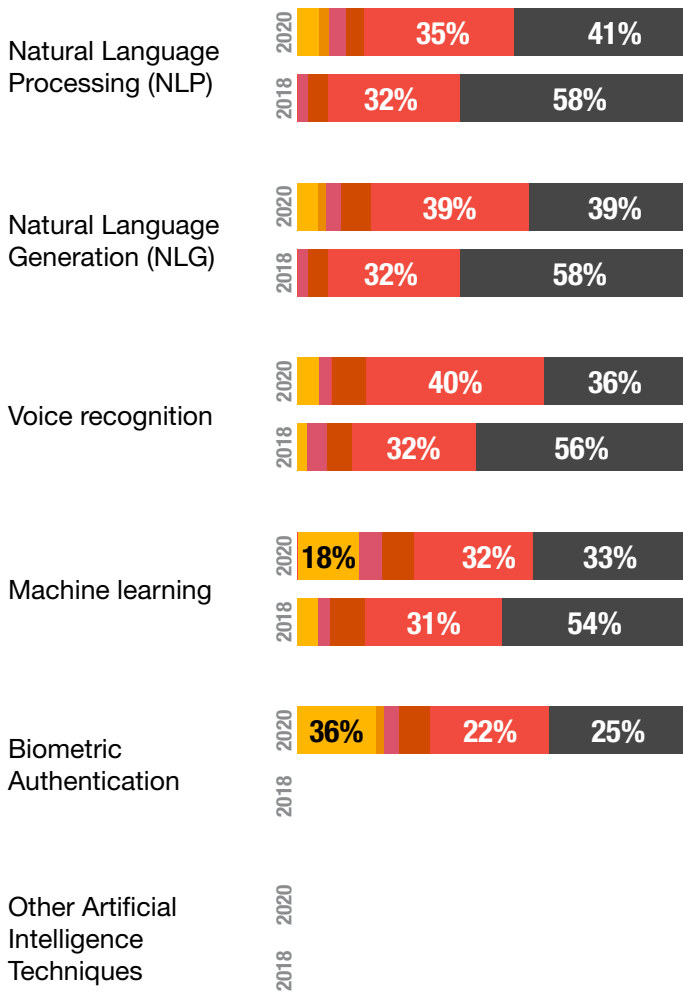 Natural Language
Processing (NLP)
2020
35%
41%
2018
32%
58%
Natural Language
Generation (NLG)
2020
39%
39%
2018
32%
58%
Voice recognition
2020
40%
36%
2018
32%
56%
Machine learning
2020
18%
32%
33%
2018
31%
54%
Biometric
Authentication
2020
36%
22%
25%
2018
Other Artificial
Intelligence
Techniques
2020
2018